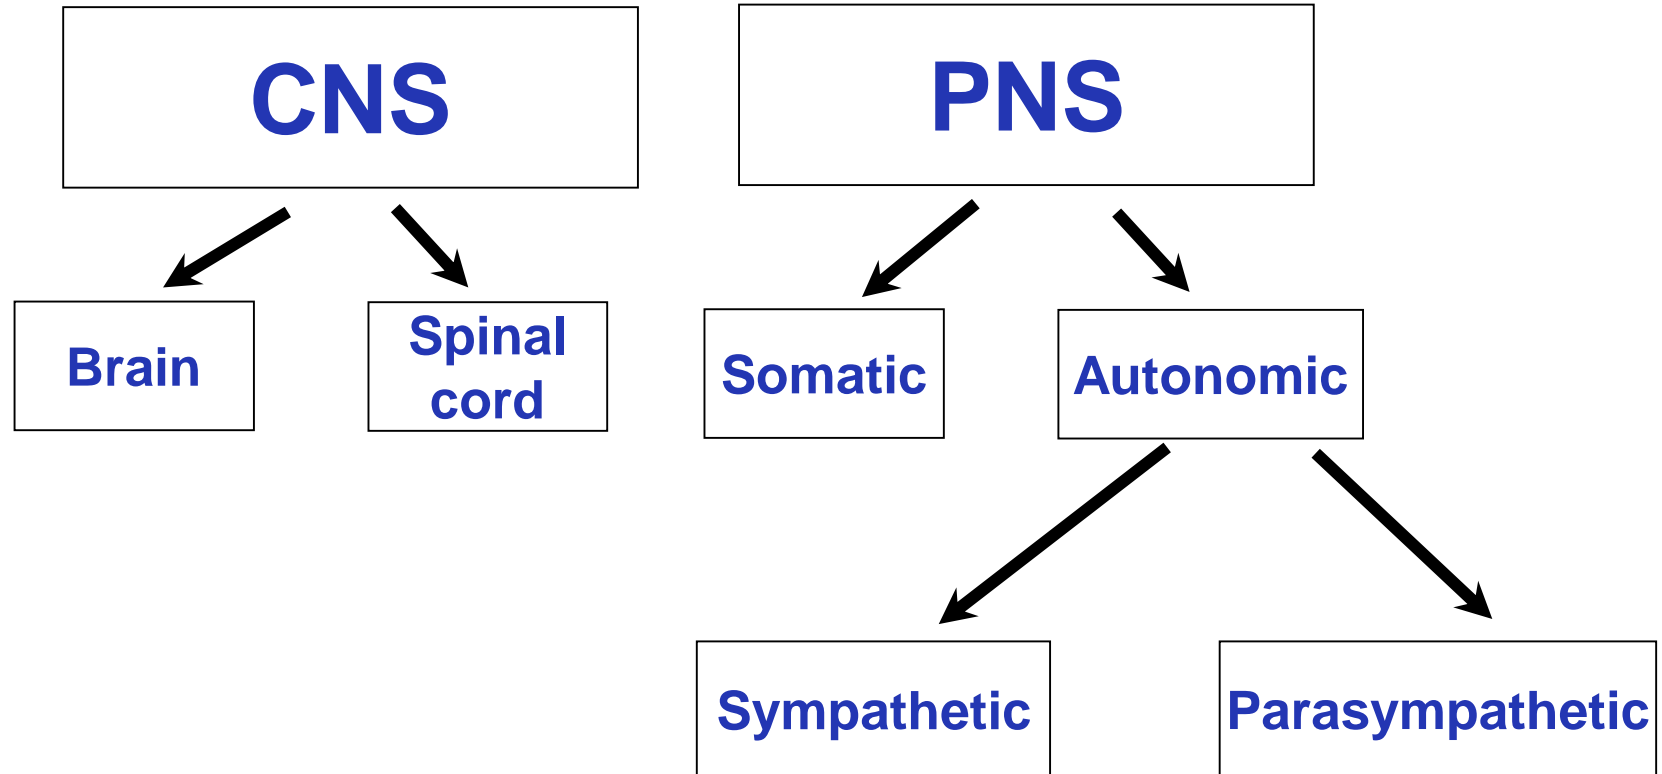 CNS
PNS
Brain
Spinal
cord
Somatic
Autonomic
Sympathetic
Parasympathetic